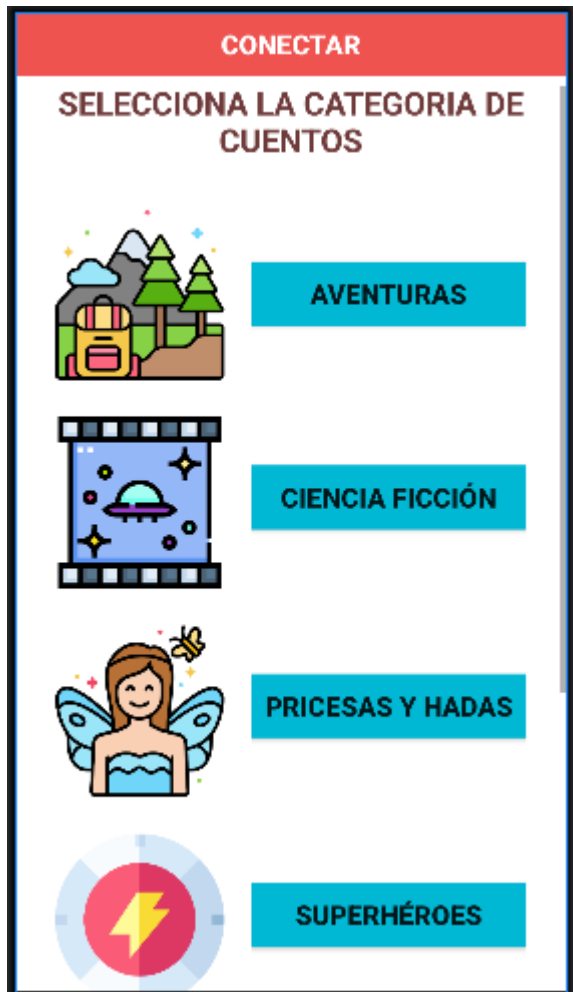 CONECTAR
SELECCIONA LA CATEGORIA DE
CUENTOS
AVENTURAS
CIENCIA FICCIÓN
PRICESAS Y HADAS
SUPERHÉROES